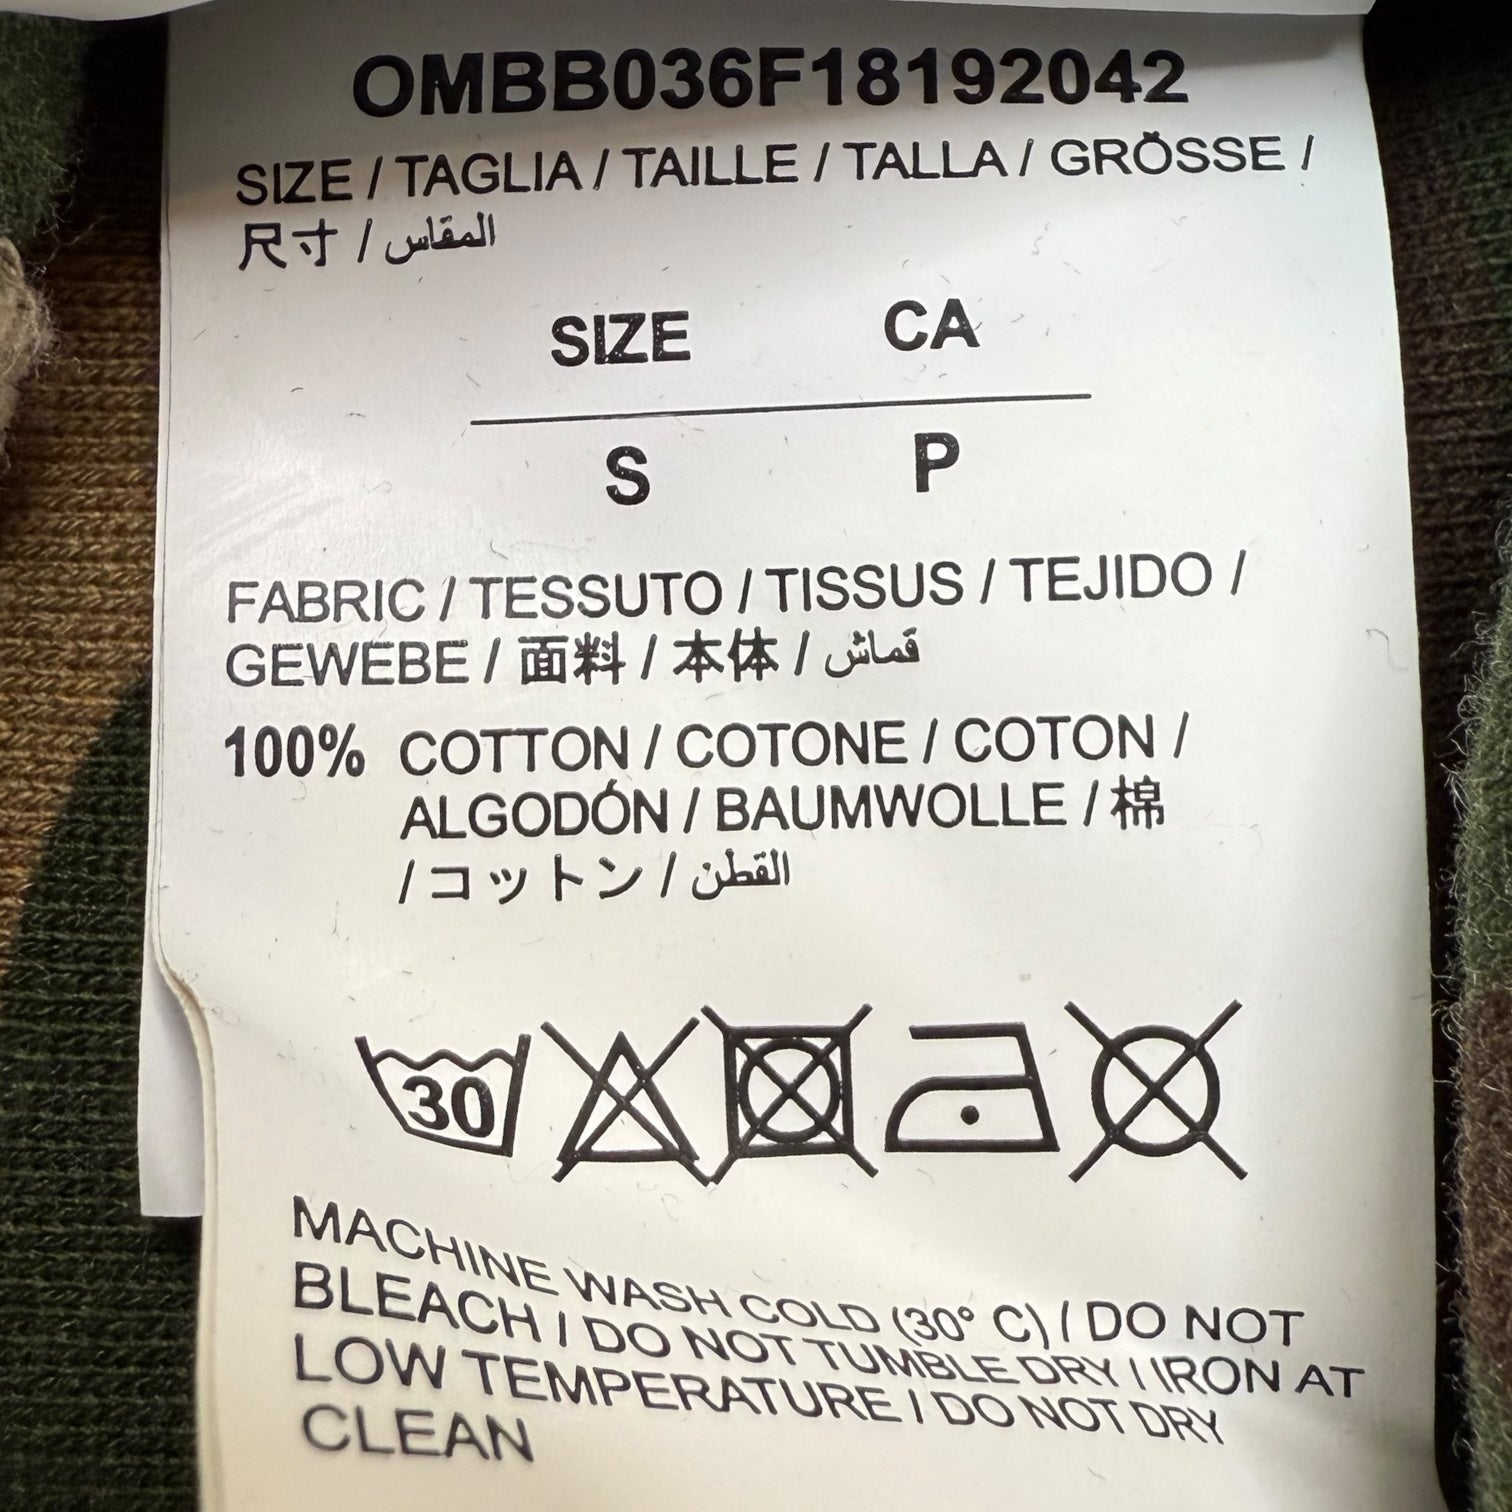 OMBB036F18192042
SIZE / TAGLIA / TAILLE / TALLA / GRÖSSE /
尺寸 / المقاس
SIZE CA
S P
FABRIC / TESSUTO / TISSUS / TEJIDO /
GEWEBE / 面料 / 本体 / قماش
100% COTTON / COTONE / COTON /
ALGODÓN / BAUMWOLLE / 棉
/ コットン / القطن
30
MACHINE WASH COLD (30° C) / DO NOT
BLEACH / DO NOT TUMBLE DRY / IRON AT
LOW TEMPERATURE / DO NOT DRY
CLEAN